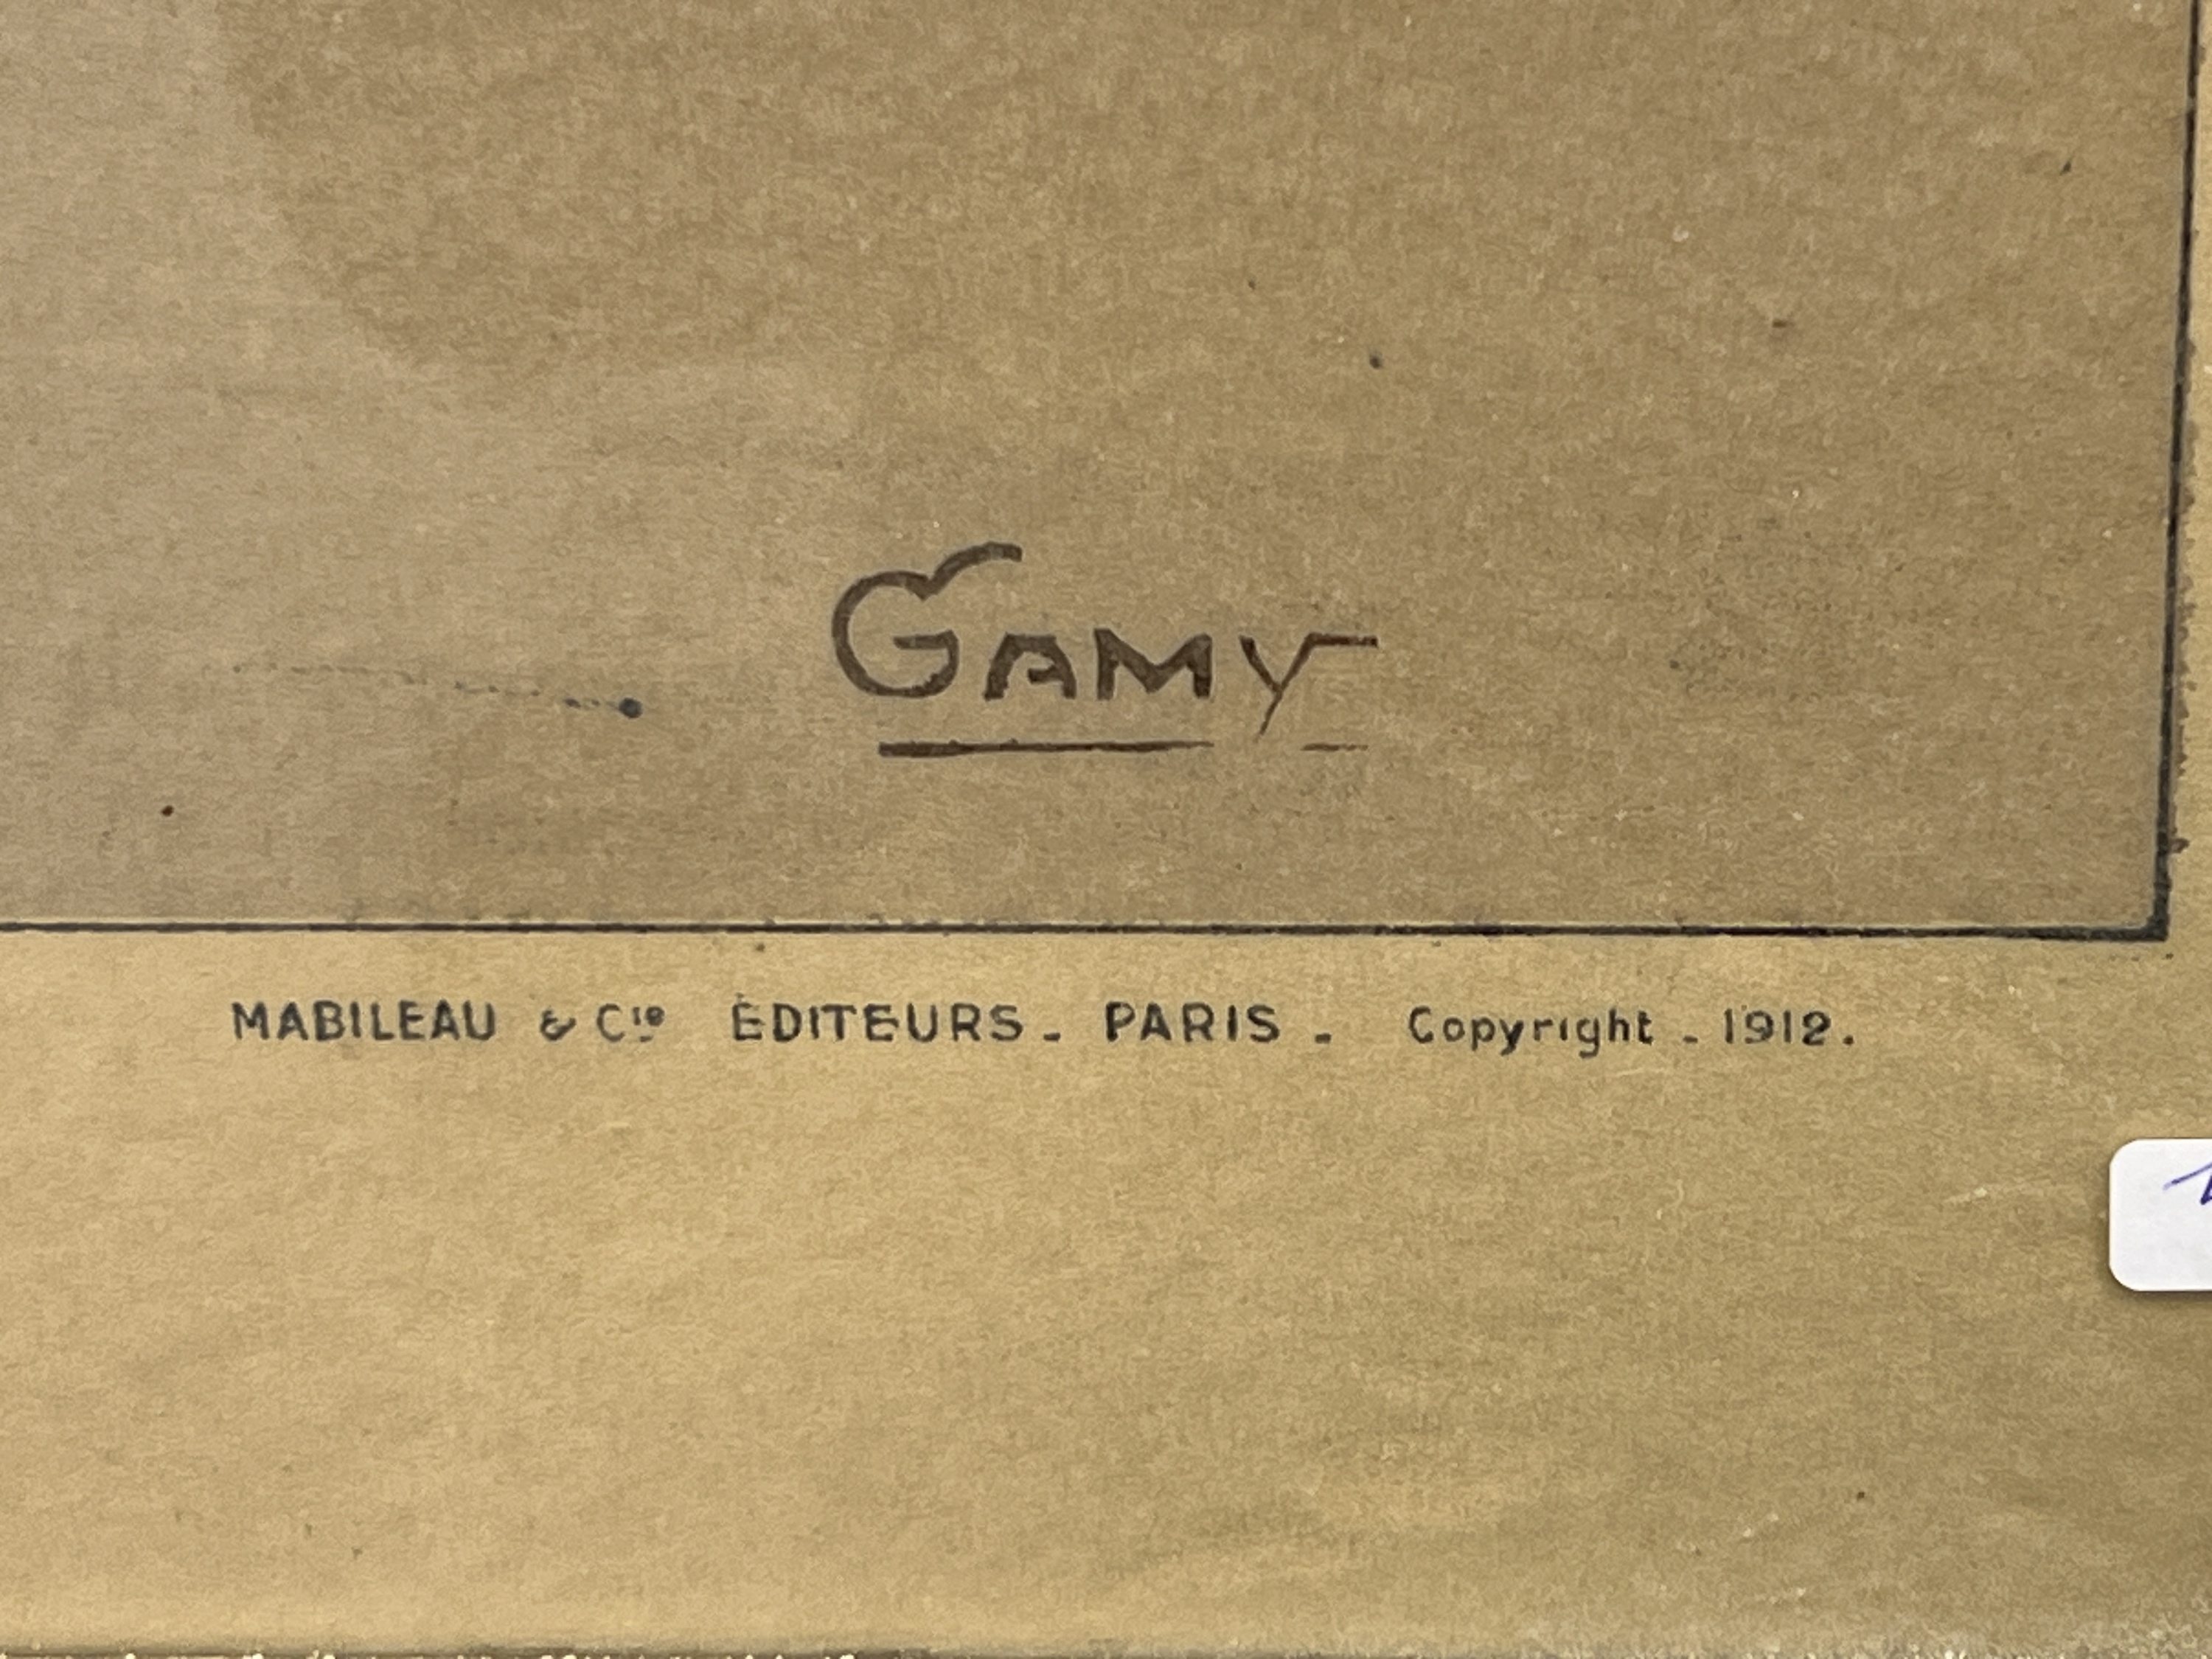 GAMY
MABILEAU & Cie ÉDITEURS - PARIS - Copyright - 1912.